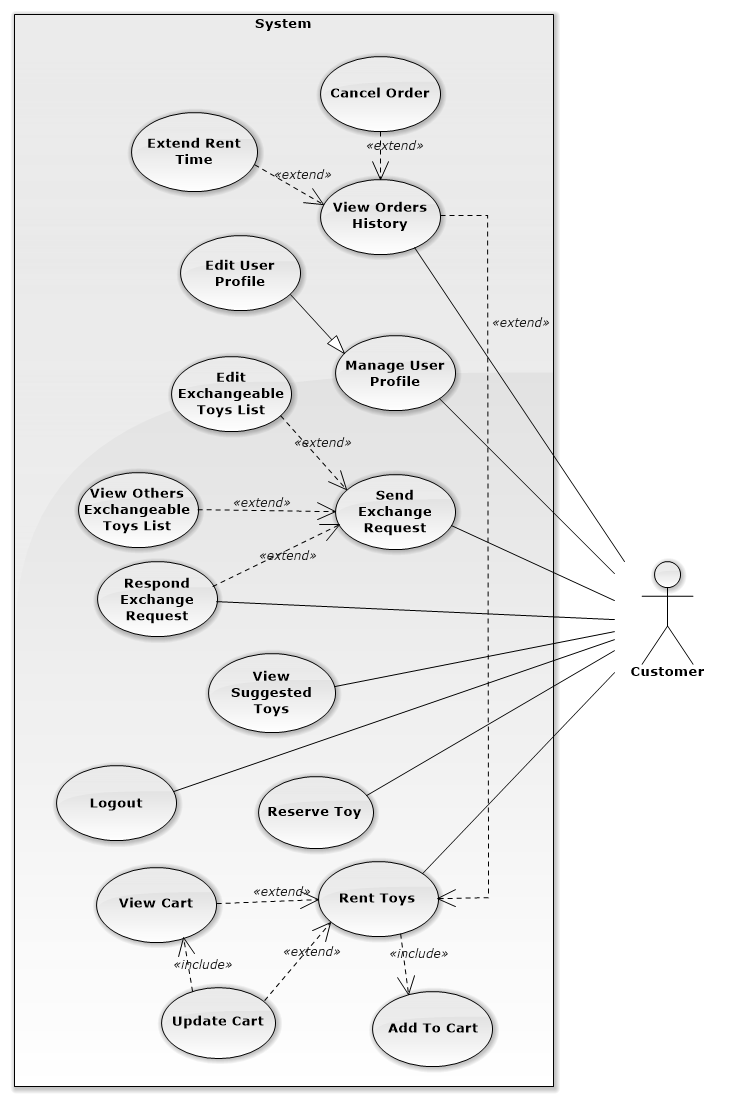 System
Cancel Order
«extend»
Extend Rent
Time
«extend»
View Orders
History
Edit User
Profile
«extend»
Manage User
Profile
Edit
Exchangeable
Toys List
«extend»
View Others
Exchangeable
Toys List
«extend»
Send
Exchange
Request
«extend»
Respond
Exchange
Request
Customer
View
Suggested
Toys
Logout
Reserve Toy
View Cart
«extend»
Rent Toys
«include»
«extend»
«include»
Update Cart
Add To Cart